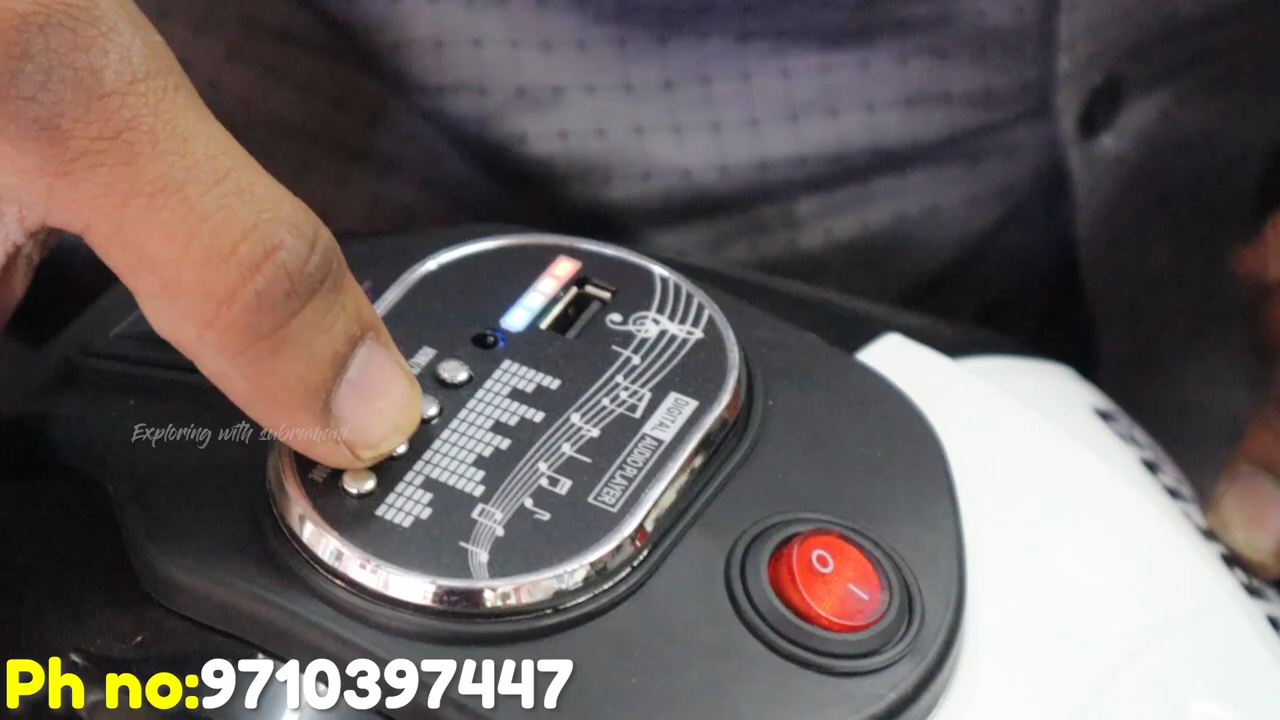 DIGITAL AUDIO PLAYER
Exploring with subramani
O
I
Ph no:9710397447